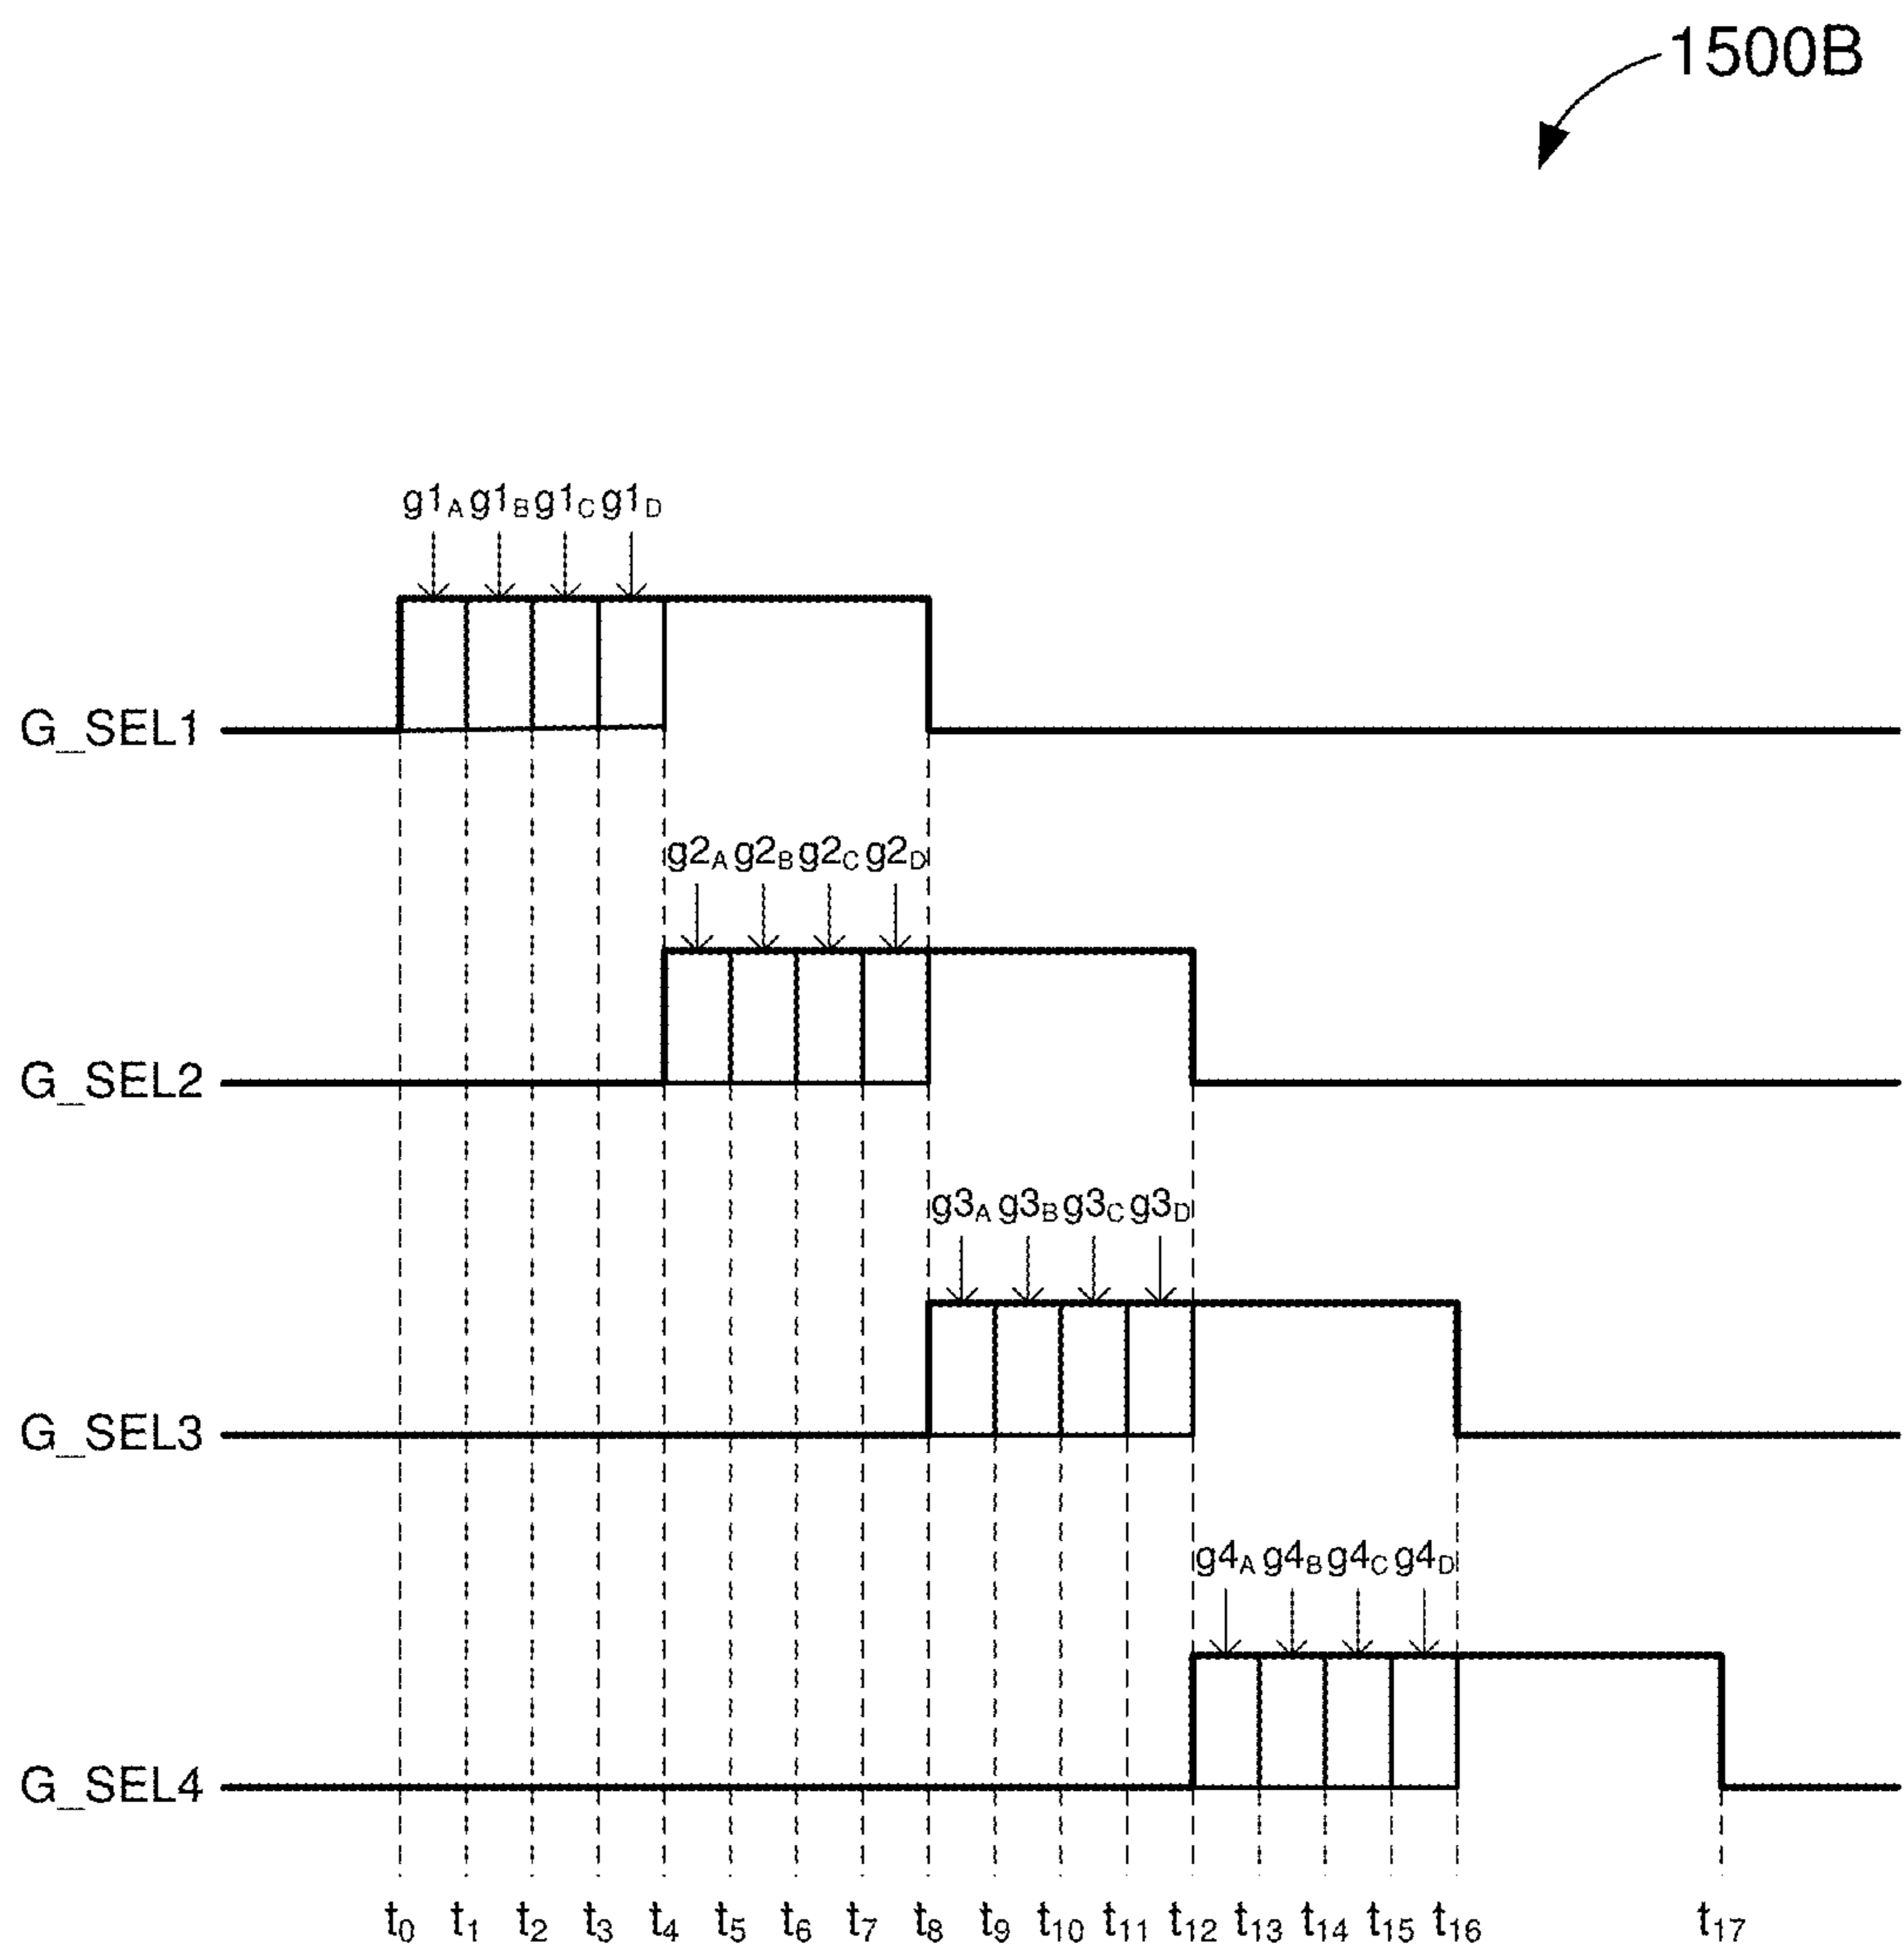 1500B
g1A g1B g1C g1D
G_SEL1
g2A g2B g2C g2D
G_SEL2
g3A g3B g3C g3D
G_SEL3
g4A g4B g4C g4D
G_SEL4
t0 t1 t2 t3 t4 t5 t6 t7 t8 t9 t10 t11 t12 t13 t14 t15 t16 t17